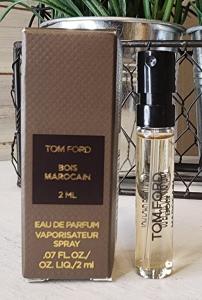 TOM FORD
BOIS
MAROCAIN
2 ML
EAU DE PARFUM
VAPORISATEUR
SPRAY
.07 FL.OZ/
OZ. LIQ./2 ml
TOM FORD